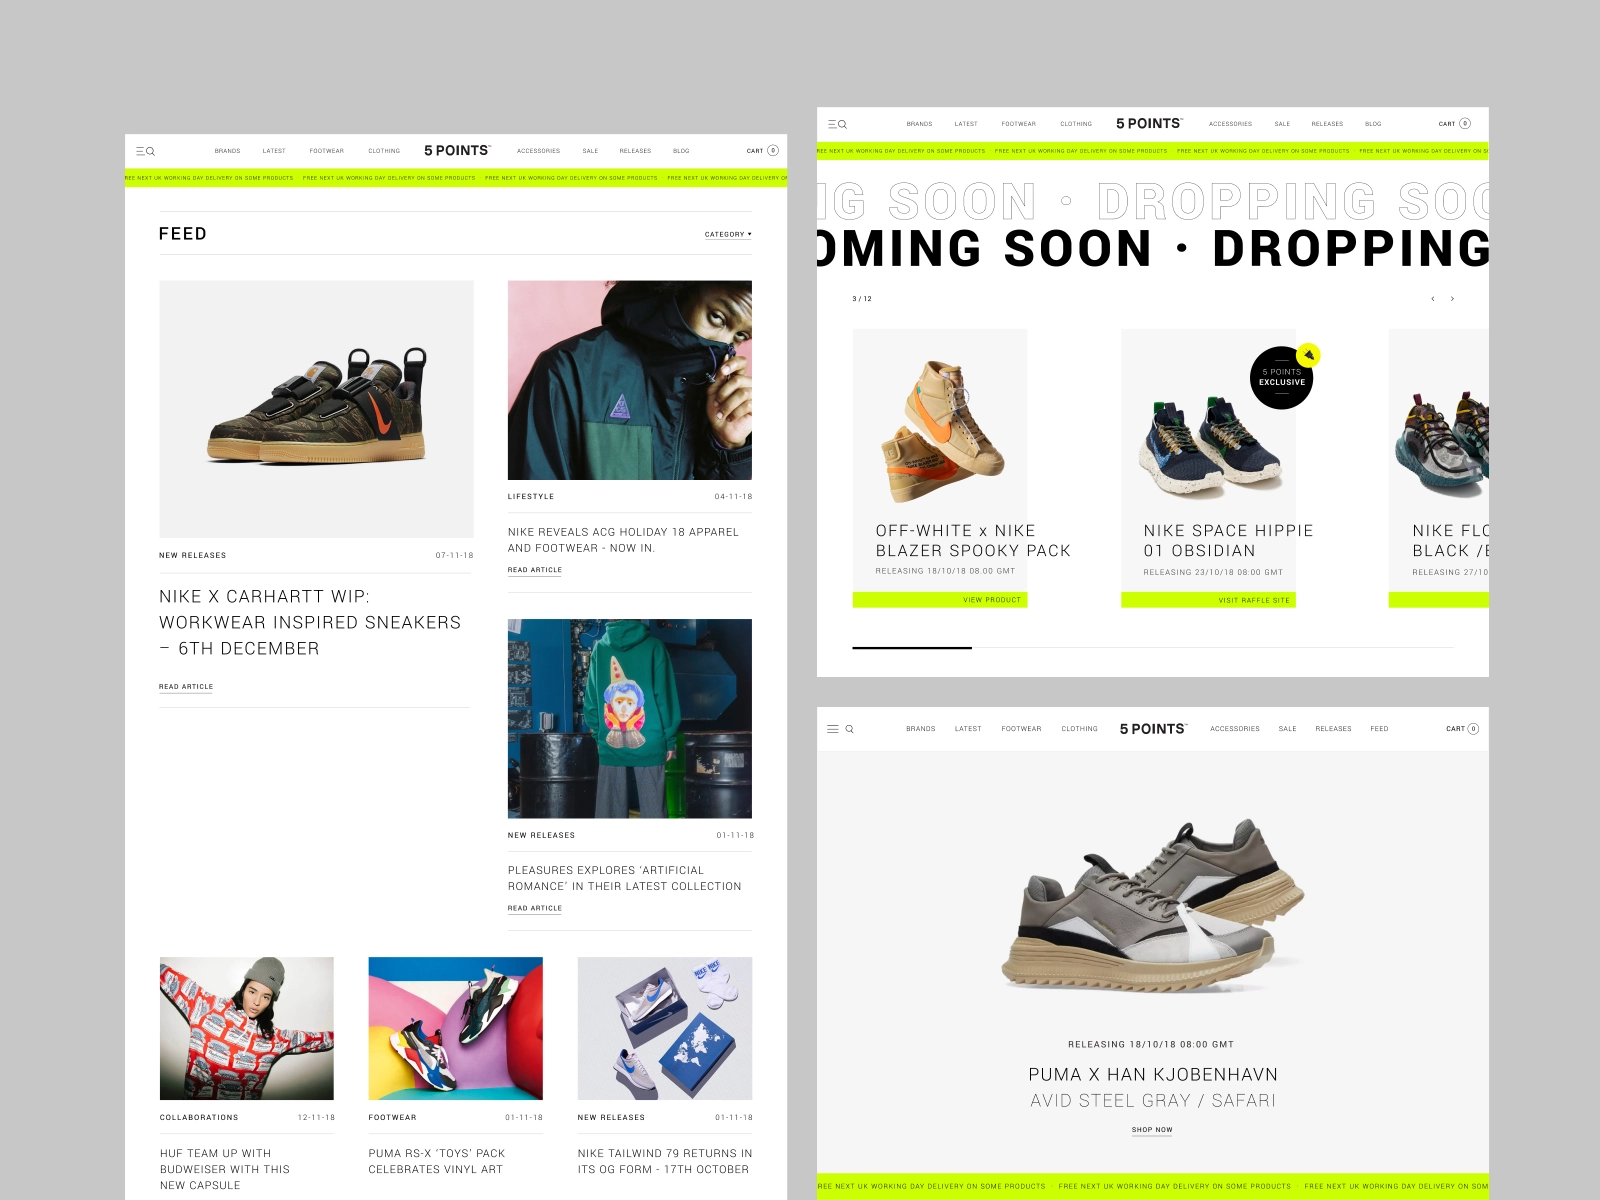 BRANDS LATEST FOOTWEAR CLOTHING 5 POINTS™ ACCESSORIES SALE RELEASES BLOG CART 0
REE NEXT UK WORKING DAY DELIVERY ON SOME PRODUCTS · FREE NEXT UK WORKING DAY DELIVERY ON SOME PRODUCTS · FREE NEXT UK WORKING DAY DELIVERY ON SOME PRODUCTS · FREE NEXT UK WORKING DAY DELIVERY OR
FEED
CATEGORY
NEW RELEASES 07-11-18
NIKE X CARHARTT WIP:
WORKWEAR INSPIRED SNEAKERS
– 6TH DECEMBER
READ ARTICLE
LIFESTYLE 04-11-18
NIKE REVEALS ACG HOLIDAY 18 APPAREL
AND FOOTWEAR - NOW IN.
READ ARTICLE
NEW RELEASES 01-11-18
PLEASURES EXPLORES ‘ARTIFICIAL
ROMANCE’ IN THEIR LATEST COLLECTION
READ ARTICLE
COLLABORATIONS 12-11-18
HUF TEAM UP WITH
BUDWEISER WITH THIS
NEW CAPSULE
FOOTWEAR 01-11-18
PUMA RS-X ‘TOYS’ PACK
CELEBRATES VINYL ART
NIKE NIKE
NEW RELEASES 01-11-18
NIKE TAILWIND 79 RETURNS IN
ITS OG FORM - 17TH OCTOBER
BRANDS LATEST FOOTWEAR CLOTHING 5 POINTS™ ACCESSORIES SALE RELEASES BLOG CART 0
REE NEXT UK WORKING DAY DELIVERY ON SOME PRODUCTS · FREE NEXT UK WORKING DAY DELIVERY ON SOME PRODUCTS · FREE NEXT UK WORKING DAY DELIVERY ON SOME PRODUCTS · FREE NEXT UK WORKING DAY DELIVERY ON S
NG SOON · DROPPING SOO
OMING SOON · DROPPING
3 / 12
OFF-WHITE x NIKE
BLAZER SPOOKY PACK
RELEASING 18/10/18 08.00 GMT
VIEW PRODUCT
5 POINTS
EXCLUSIVE
NIKE SPACE HIPPIE
01 OBSIDIAN
RELEASING 23/10/18 08:00 GMT
VISIT RAFFLE SITE
NIKE FLO
BLACK /B
RELEASING 27/10
BRANDS LATEST FOOTWEAR CLOTHING 5 POINTS™ ACCESSORIES SALE RELEASES FEED CART 0
RELEASING 18/10/18 08:00 GMT
PUMA X HAN KJOBENHAVN
AVID STEEL GRAY / SAFARI
SHOP NOW
REE NEXT UK WORKING DAY DELIVERY ON SOME PRODUCTS · FREE NEXT UK WORKING DAY DELIVERY ON SOME PRODUCTS · FREE NEXT UK WORKING DAY DELIVERY ON SOM